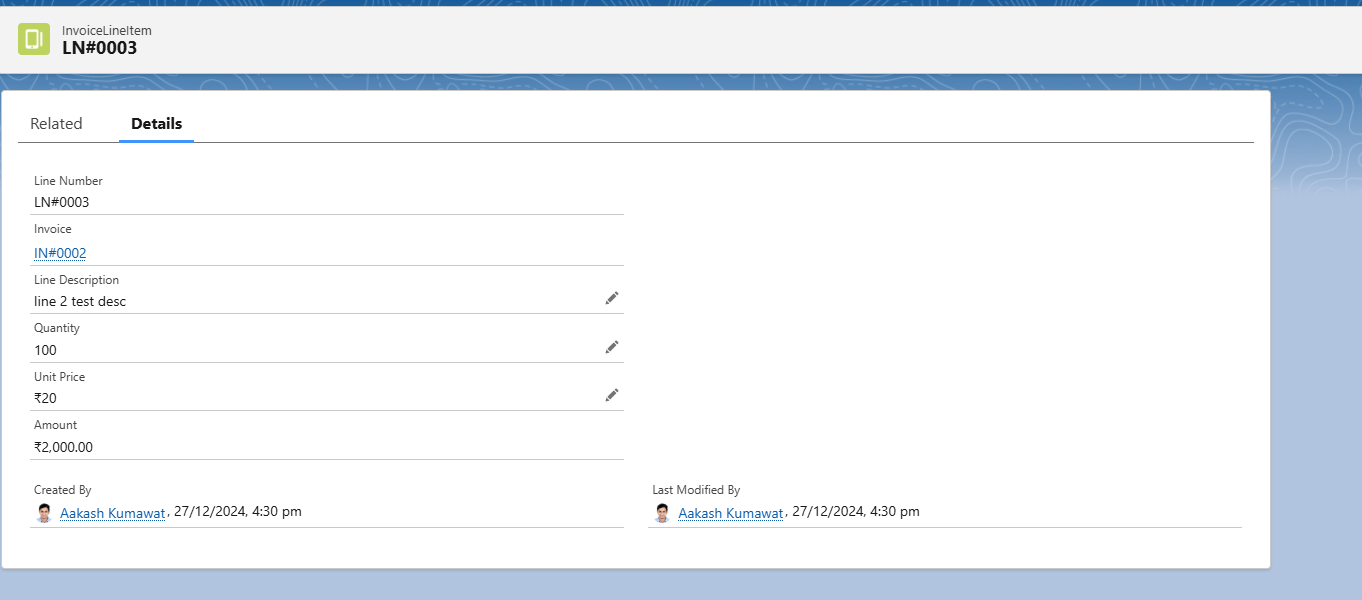 InvoiceLineItem
LN#0003
Related Details
Line Number
LN#0003
Invoice
IN#0002
Line Description
line 2 test desc
Quantity
100
Unit Price
₹20
Amount
₹2,000.00
Created By
Aakash Kumawat, 27/12/2024, 4:30 pm
Last Modified By
Aakash Kumawat, 27/12/2024, 4:30 pm